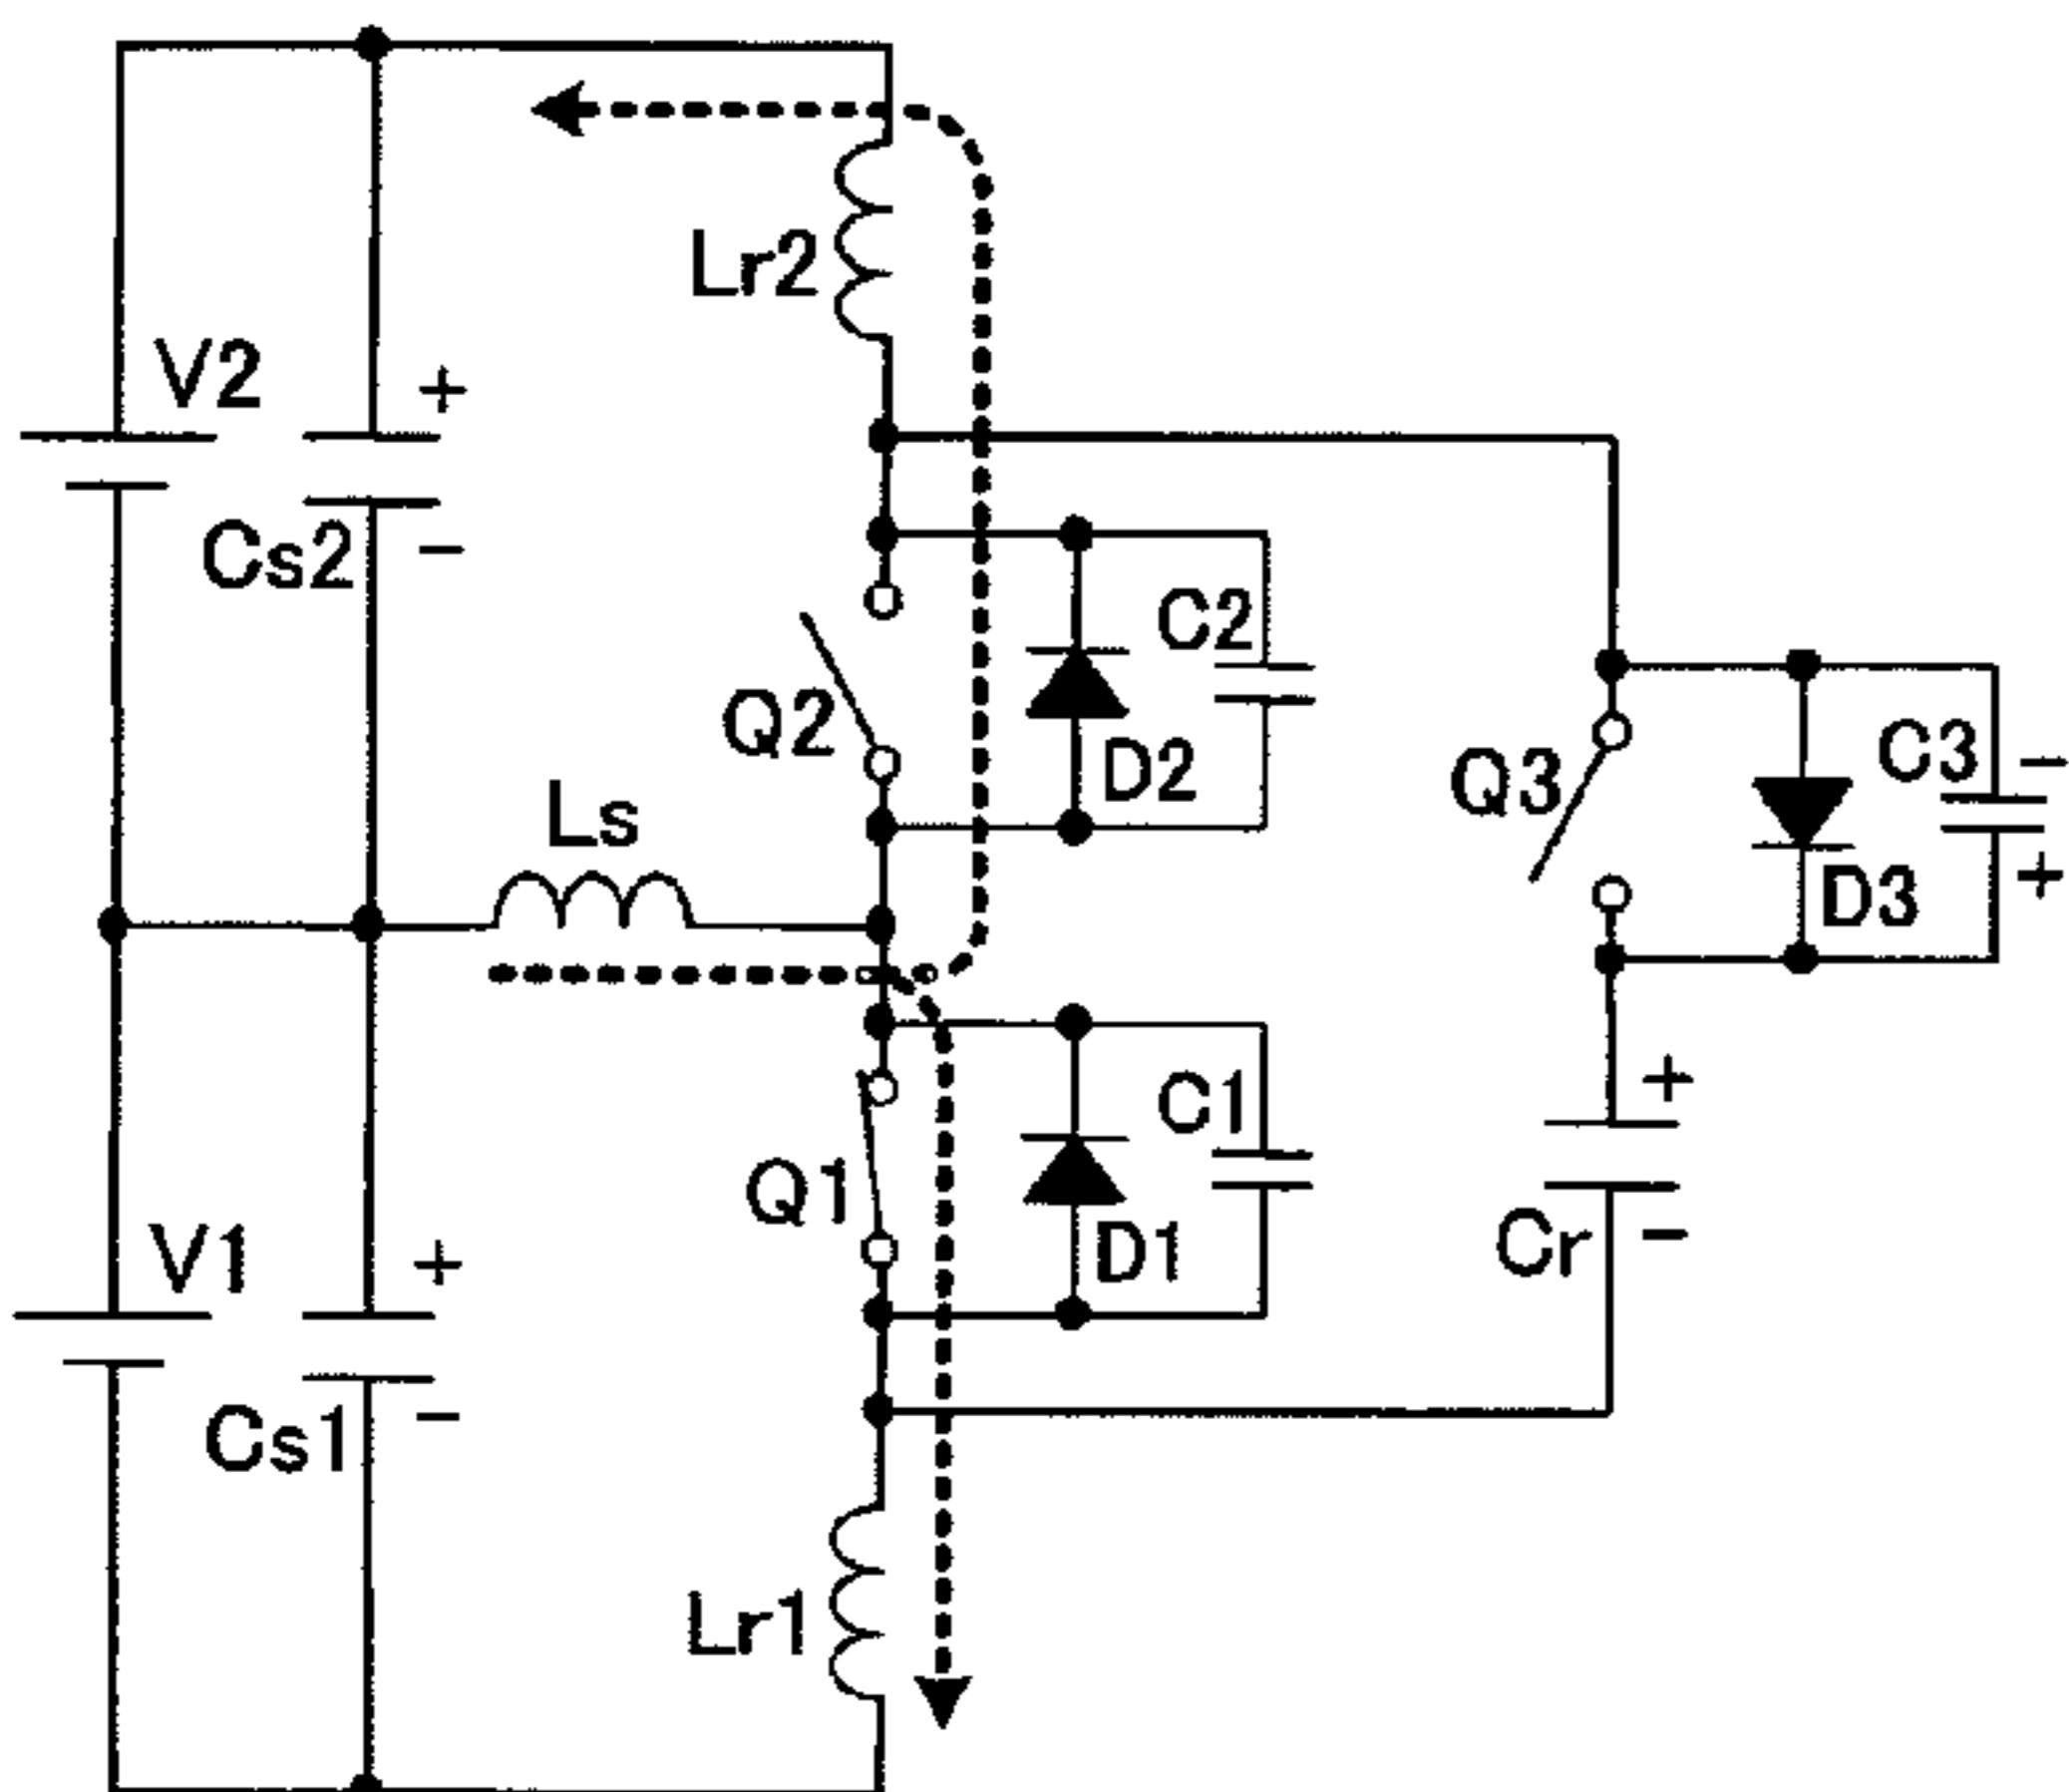 Lr2
V2
+
Cs2
−
C2
Q2
D2
Q3
C3
−
Ls
D3
+
C1
+
Q1
D1
Cr
−
V1
+
Cs1
−
Lr1